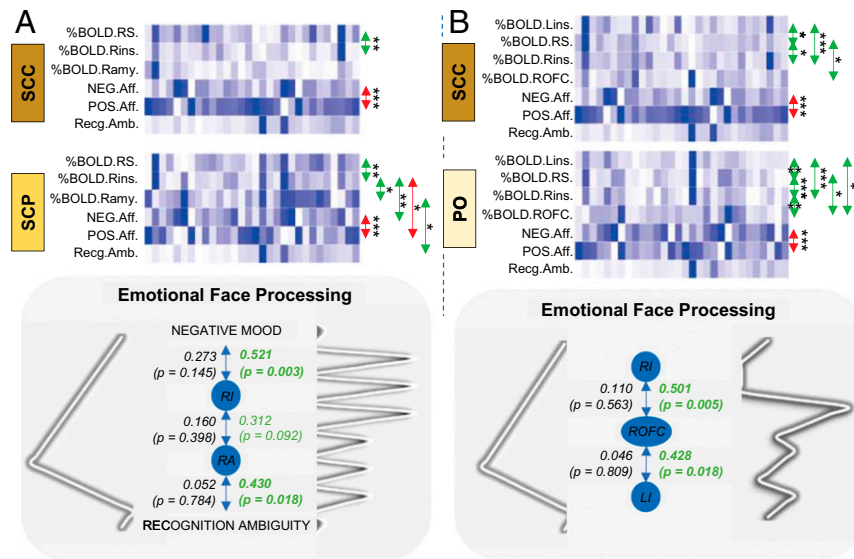 A
%BOLD.RS.
%BOLD.Rins.
%BOLD.Ramy.
NEG.Aff.
POS.Aff.
Recg.Amb.
SCC
**
***
%BOLD.RS.
%BOLD.Rins.
%BOLD.Ramy.
NEG.Aff.
POS.Aff.
Recg.Amb.
SCP
**
***
*
**
*
*
Emotional Face Processing
NEGATIVE MOOD
0.273 0.521
(p = 0.145) (p = 0.003)
RI
0.160 0.312
(p = 0.398) (p = 0.092)
RA
0.052 0.430
(p = 0.784) (p = 0.018)
RECOGNITION AMBIGUITY
B
%BOLD.Lins.
%BOLD.RS.
%BOLD.Rins.
%BOLD.ROFC.
NEG.Aff.
POS.Aff.
Recg.Amb.
SCC
*
*
***
*
***
%BOLD.Lins.
%BOLD.RS.
%BOLD.Rins.
%BOLD.ROFC.
NEG.Aff.
POS.Aff.
Recg.Amb.
PO
**
***
**
***
***
*
*
Emotional Face Processing
RI
0.110 0.501
(p = 0.563) (p = 0.005)
ROFC
0.046 0.428
(p = 0.809) (p = 0.018)
LI